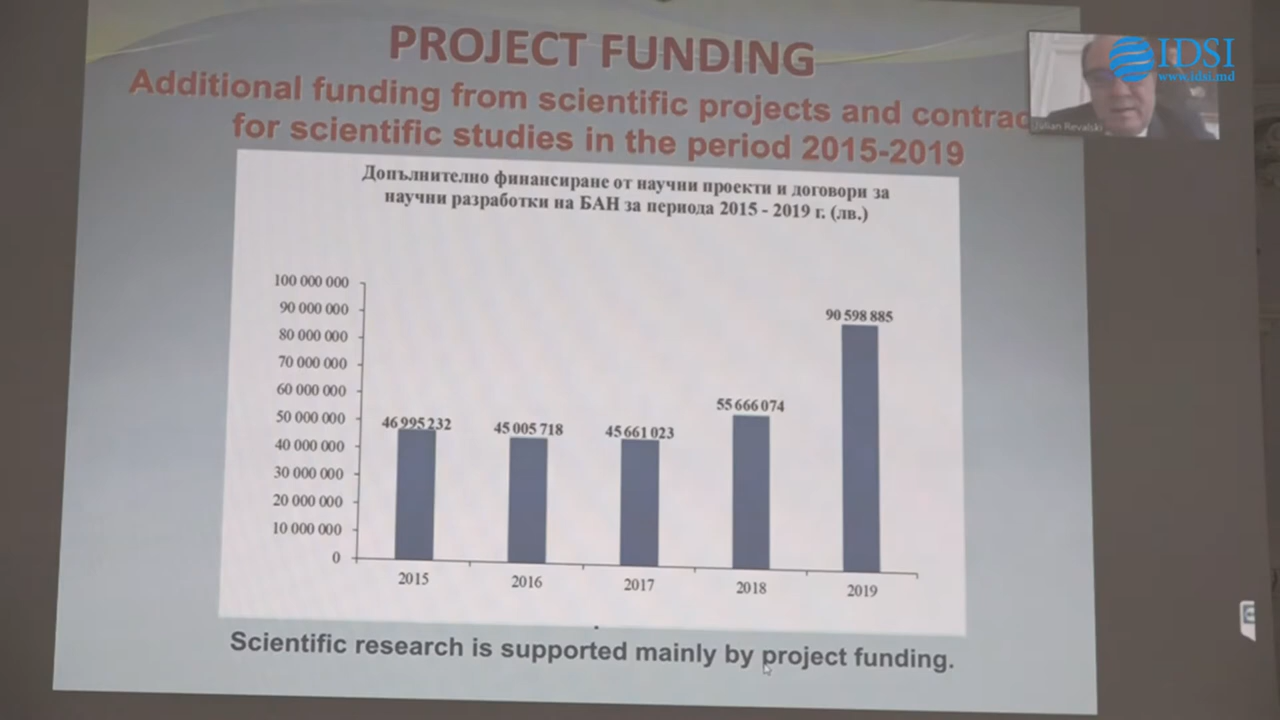 PROJECT FUNDING
Additional funding from scientific projects and contrac
for scientific studies in the period 2015-2019
Допълнително финансиране от научни проекти и договори за
научни разработки на БАН за периода 2015 - 2019 г. (лв.)
100 000 000
90 000 000
80 000 000
70 000 000
60 000 000
50 000 000
40 000 000
30 000 000
20 000 000
10 000 000
0
46 995 232
45 005 718
45 661 023
55 666 074
90 598 885
2015
2016
2017
2018
2019
Scientific research is supported mainly by project funding.
IDSI
www.idsi.md
Julian Revalski